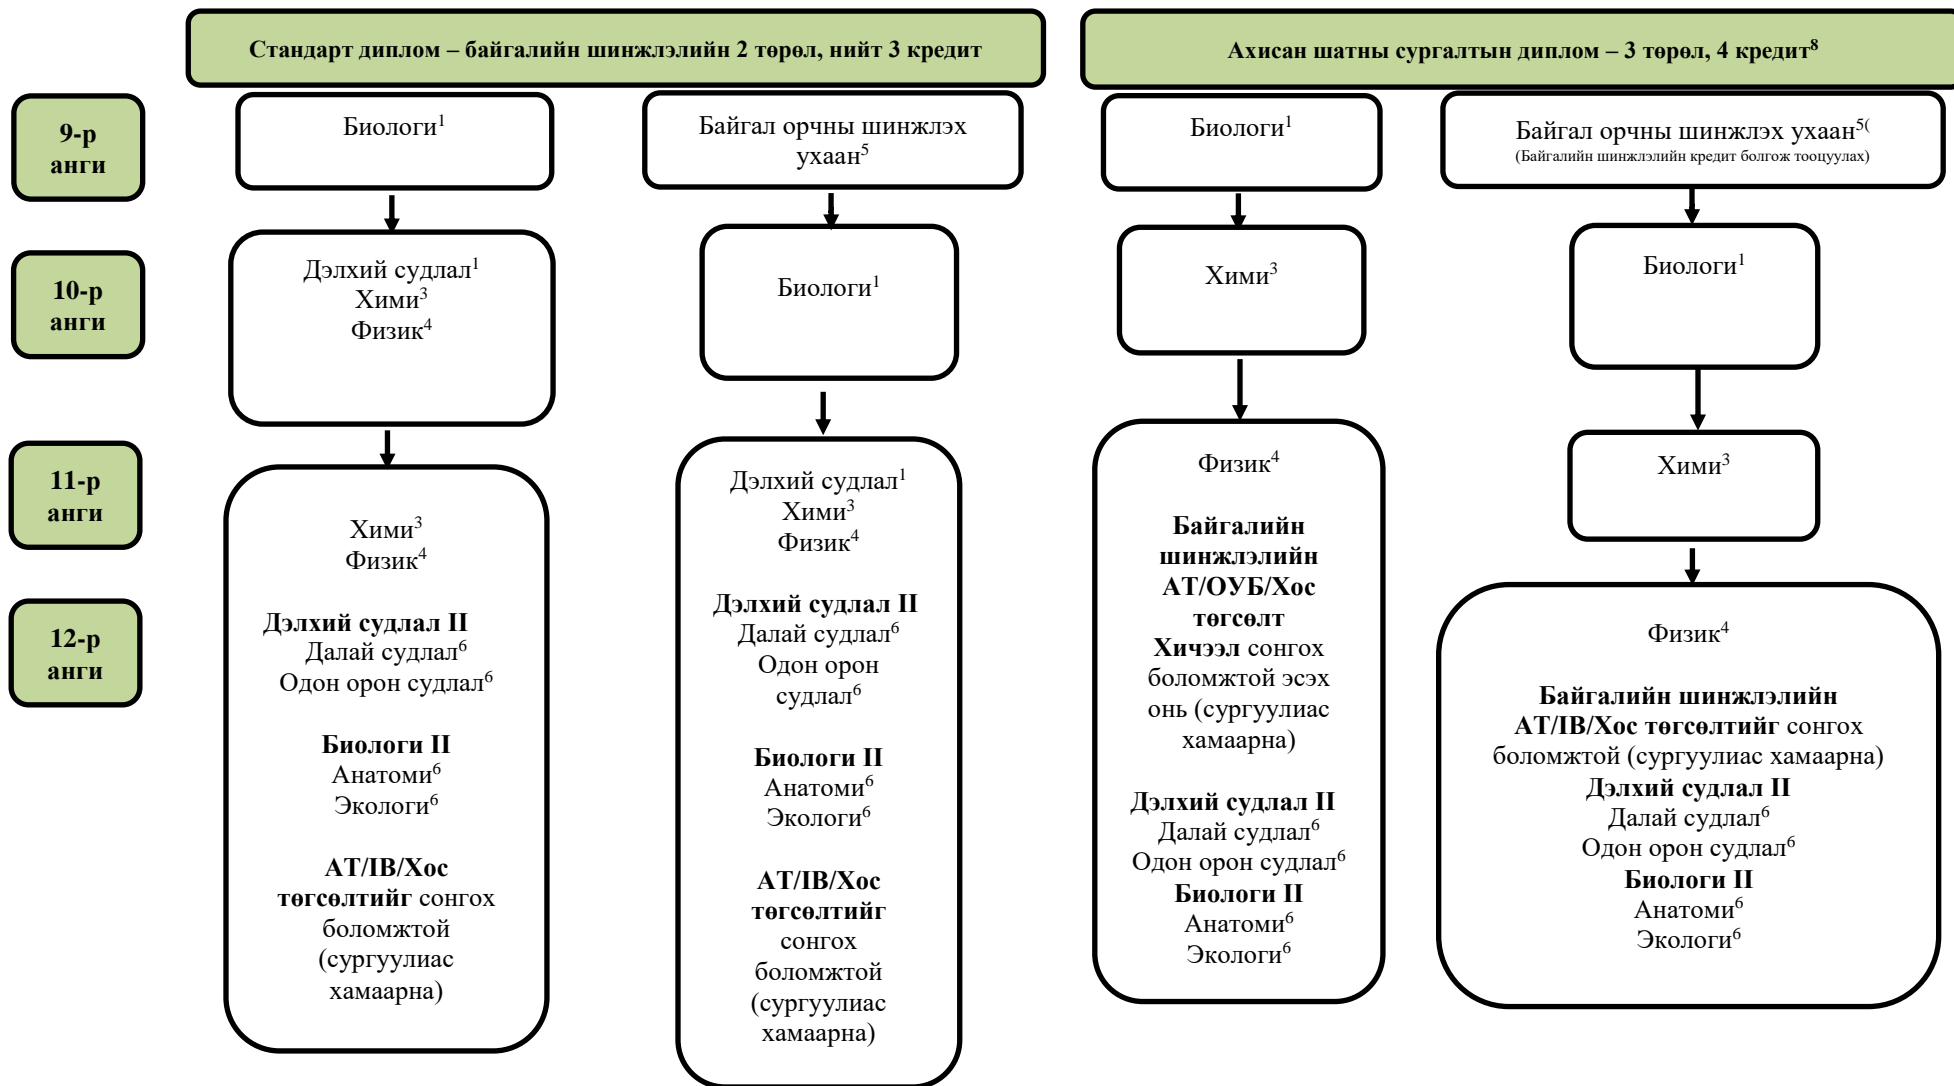 Стандарт диплом – байгалийн шинжлэлийн 2 төрөл, нийт 3 кредит
Ахисан шатны сургалтын диплом – 3 төрөл, 4 кредит⁸
9-р
анги
Биологи¹
Байгал орчны шинжлэх
ухаан⁵
Биологи¹
Байгал орчны шинжлэх ухаан⁵⁽
(Байгалийн шинжлэлийн кредит болгож тооцуулах)
10-р
анги
Дэлхий судлал¹
Хими³
Физик⁴
Биологи¹
Хими³
Биологи¹
11-р
анги
12-р
анги
Хими³
Физик⁴
Дэлхий судлал II
Далай судлал⁶
Одон орон судлал⁶
Биологи II
Анатоми⁶
Экологи⁶
АТ/IB/Хос
төгсөлтийг сонгох
боломжтой
(сургуулиас
хамаарна)
Дэлхий судлал¹
Хими³
Физик⁴
Дэлхий судлал II
Далай судлал⁶
Одон орон
судлал⁶
Биологи II
Анатоми⁶
Экологи⁶
АТ/IB/Хос
төгсөлтийг
сонгох
боломжтой
(сургуулиас
хамаарна)
Физик⁴
Байгалийн
шинжлэлийн
АТ/ОУБ/Хос
төгсөлт
Хичээл сонгох
боломжтой эсэх
онь (сургуулиас
хамаарна)
Дэлхий судлал II
Далай судлал⁶
Одон орон судлал⁶
Биологи II
Анатоми⁶
Экологи⁶
Хими³
Физик⁴
Байгалийн шинжлэлийн
АТ/IB/Хос төгсөлтийг сонгох
боломжтой (сургуулиас хамаарна)
Дэлхий судлал II
Далай судлал⁶
Одон орон судлал⁶
Биологи II
Анатоми⁶
Экологи⁶